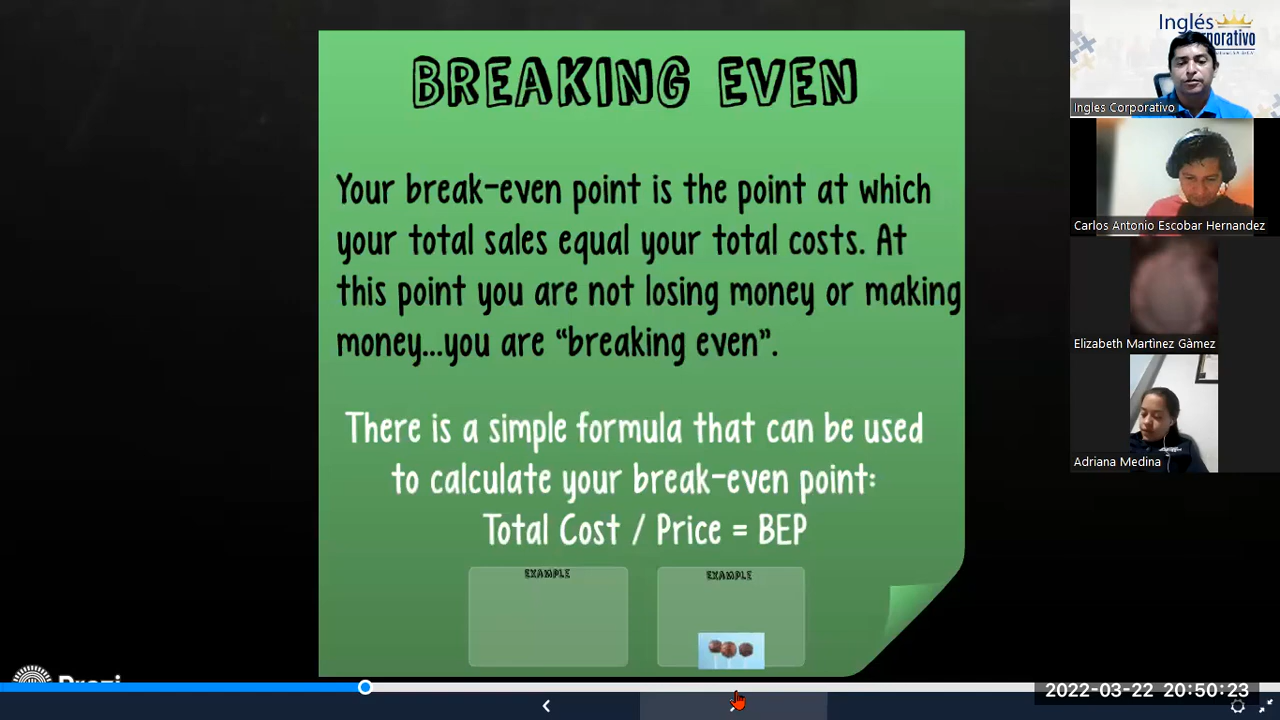 BREAKING EVEN
Your break-even point is the point at which
your total sales equal your total costs. At
this point you are not losing money or making
money...you are “breaking even”.
There is a simple formula that can be used
to calculate your break-even point:
Total Cost / Price = BEP
EXAMPLE
EXAMPLE
Prezi
Inglés
Ingles Corporativo
Carlos Antonio Escobar Hernandez
Elizabeth Martìnez Gàmez
Adriana Medina
2022-03-22 20:50:23